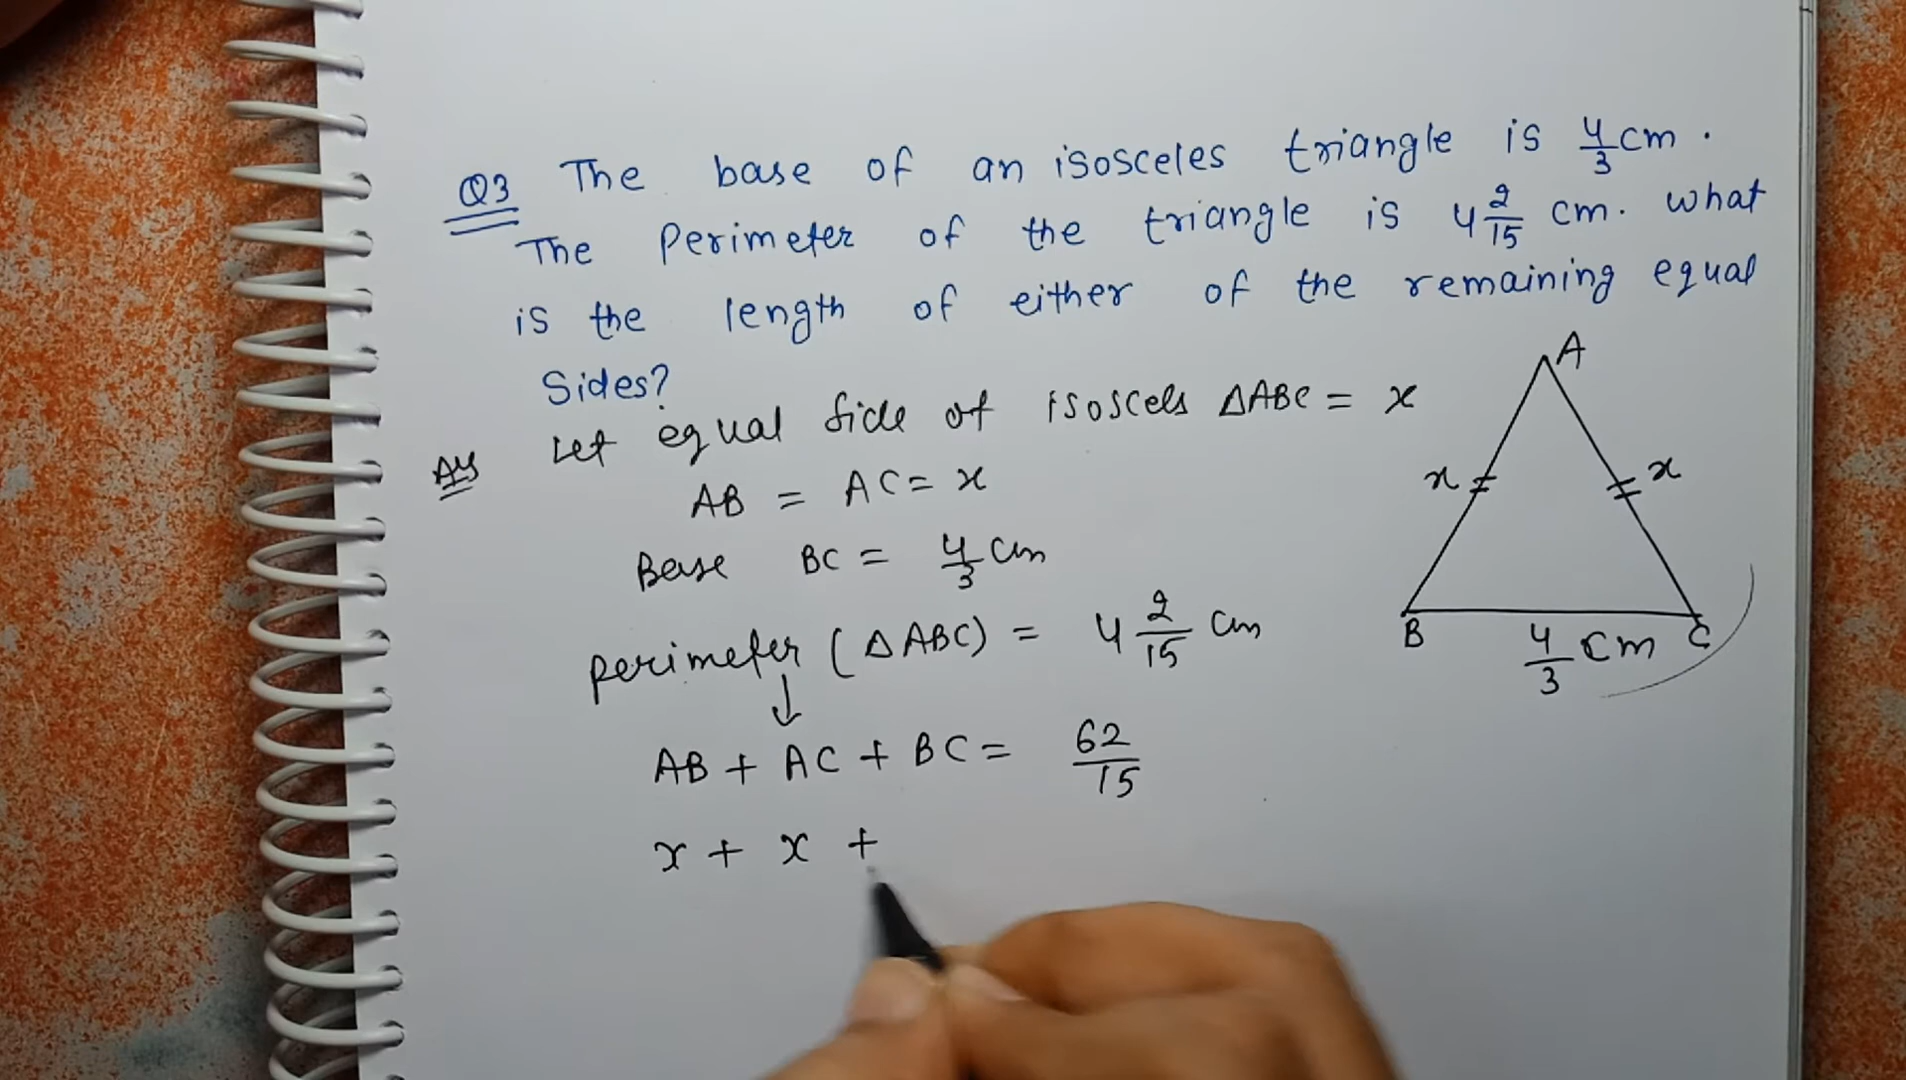 Q3 The base of an isosceles triangle is 4/3 cm.
The Perimeter of the triangle is 4 2/15 cm. what
is the length of either of the remaining equal
Sides?
Ans Let equal side of isoscels ΔABC = x
AB = AC = x
Base BC = 4/3 cm
perimeter (ΔABC) = 4 2/15 cm
↓
AB + AC + BC = 62/15
x + x +
A
x x
B C
4/3 cm